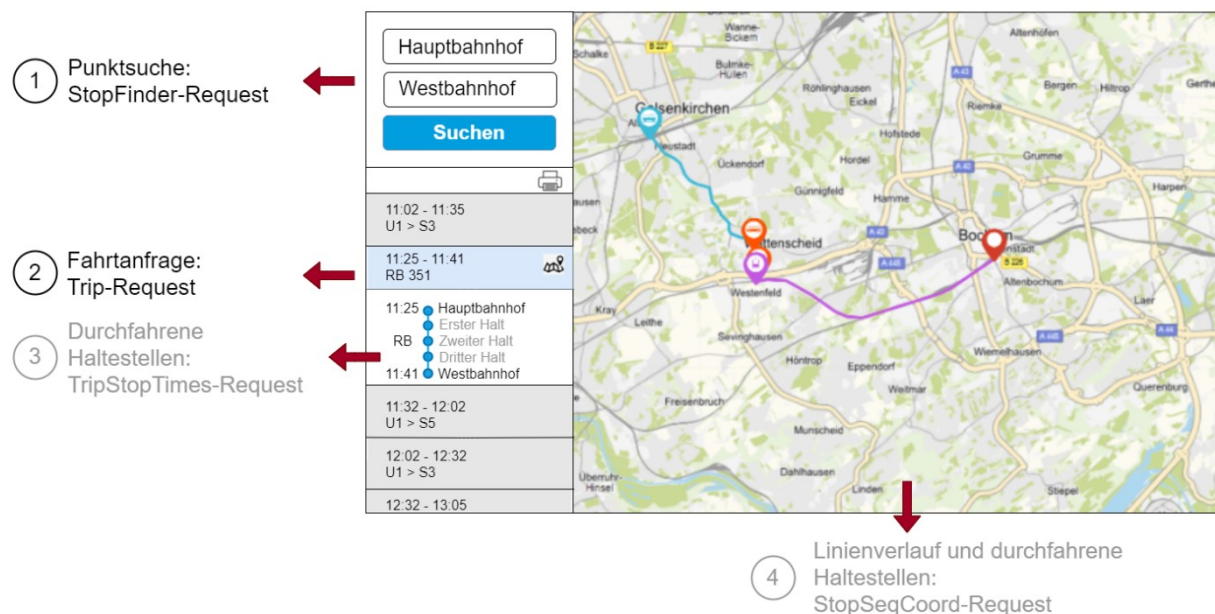 1
Punktsuche:
StopFinder-Request
2
Fahrtanfrage:
Trip-Request
3
Durchfahrene
Haltestellen:
TripStopTimes-Request
Hauptbahnhof
Westbahnhof
Suchen
11:02 - 11:35
U1 > S3
11:25 - 11:41
RB 351
11:25 Hauptbahnhof
Erster Halt
RB Zweiter Halt
Dritter Halt
11:41 Westbahnhof
11:32 - 12:02
U1 > S5
12:02 - 12:32
U1 > S3
12:32 - 13:05
Wanne-
Bickern
Altenhöfen
B 227
Schalke
Bulmke-
Hüllen
A 43
Bergen
Hiltrop
Gerthe
Röhlinghausen
Eickel
Riemke
Gelsenkirchen
Hofstede
Neustadt
Ückendorf
Hordel
Grumme
A 40
Harpen
Günnigfeld
Hamme
A 40
Wattenscheid
Bochum
B 226
A 448
Westenfeld
Altenbochum
Kray
Leithe
Laer
A 44
Sevinghausen
A 448
Höntrop
Eppendorf
Wiemelhausen
Weitmar
Querenburg
Freisenbruch
Munscheid
Dahlhausen
Überruhr-
Hinsel
Linden
Stiepel
4
Linienverlauf und durchfahrene
Haltestellen:
StopSeqCoord-Request